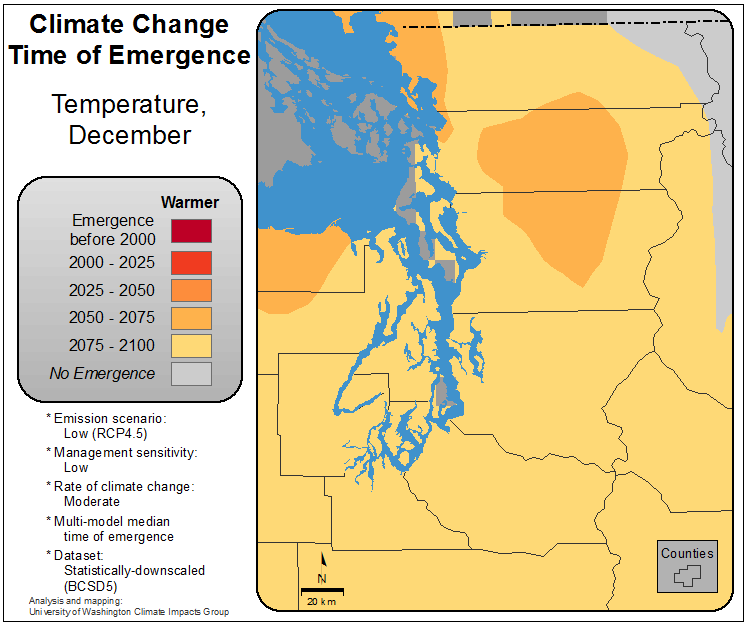 Climate Change
Time of Emergence
Temperature,
December
Warmer
Emergence
before 2000
2000 - 2025
2025 - 2050
2050 - 2075
2075 - 2100
No Emergence
* Emission scenario:
Low (RCP4.5)
* Management sensitivity:
Low
* Rate of climate change:
Moderate
* Multi-model median
time of emergence
* Dataset:
Statistically-downscaled
(BCSD5)
Analysis and mapping:
University of Washington Climate Impacts Group
N
20 km
Counties